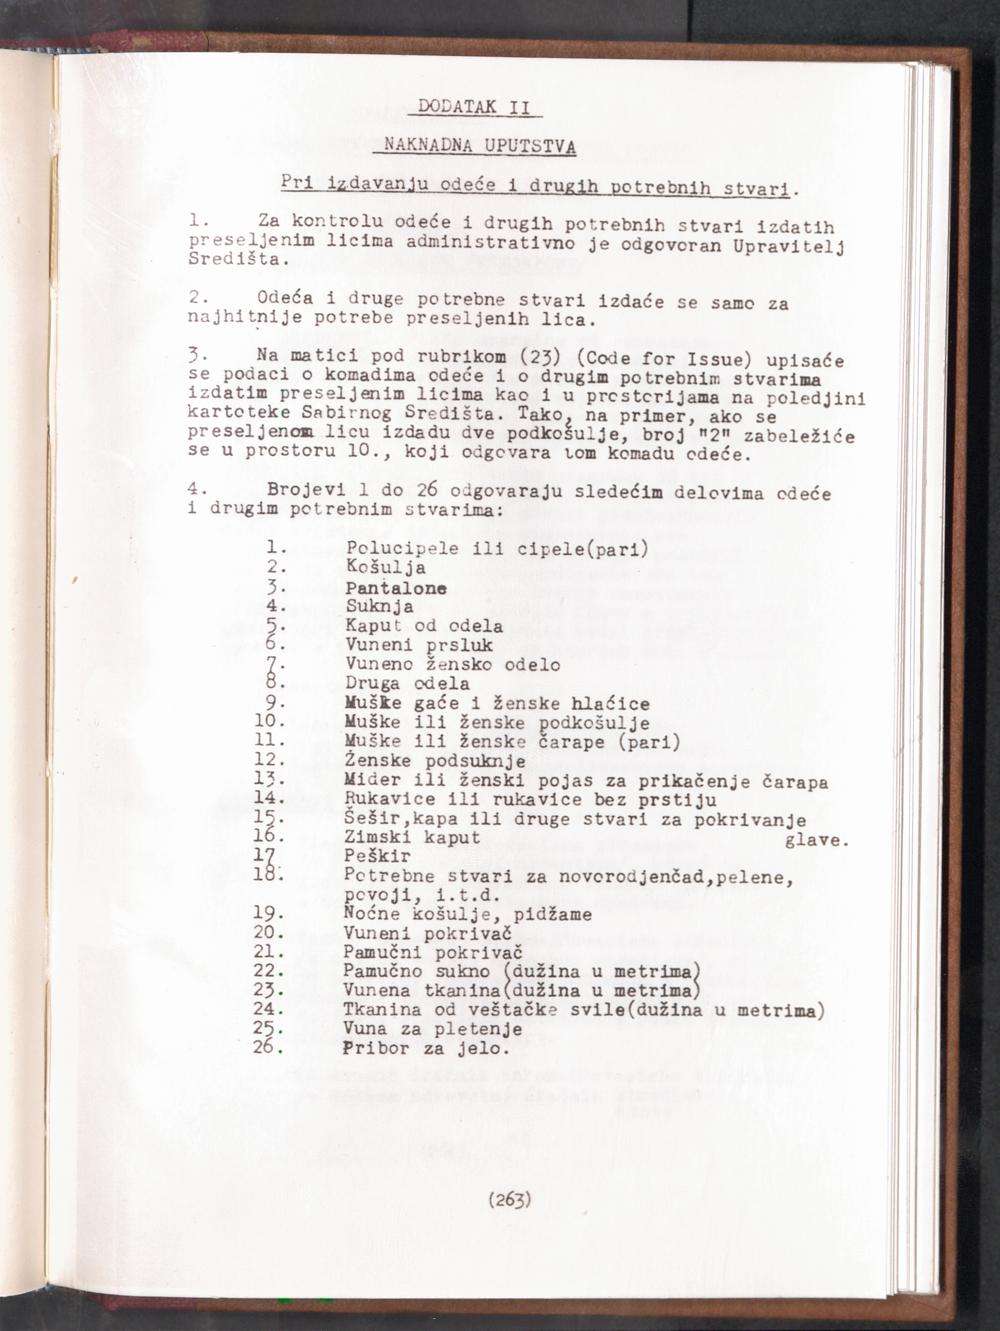 DODATAK II
NAKNADNA UPUTSTVA
Pri izdavanju odeće i drugih potrebnih stvari.
1. Za kontrolu odeće i drugih potrebnih stvari izdatih
preseljenim licima administrativno je odgovoran Upravitelj
Središta.
2. Odeća i druge potrebne stvari izdaće se samo za
najhitnije potrebe preseljenih lica.
3. Na matici pod rubrikom (23) (Code for Issue) upisaće
se podaci o komadima odeće i o drugim potrebnim stvarima
izdatim preseljenim licima kao i u prostorijama na poledjini
kartoteke Sabirnog Središta. Tako, na primer, ako se
preseljenom licu izdadu dve podkošulje, broj "2" zabeležiće
se u prostoru 10., koji odgovara tom komadu odeće.
4. Brojevi 1 do 26 odgovaraju sledećim delovima odeće
i drugim potrebnim stvarima:
1. Polucipele ili cipele(pari)
2. Košulja
3. Pantalone
4. Suknja
5. Kaput od odela
6. Vuneni prsluk
7. Vuneno žensko odelo
8. Druga odela
9. Muške gaće i ženske hlaćice
10. Muške ili ženske podkošulje
11. Muške ili ženske čarape (pari)
12. Ženske podsuknje
13. Mider ili ženski pojas za prikačenje čarapa
14. Rukavice ili rukavice bez prstiju
15. Šešir,kapa ili druge stvari za pokrivanje
16. Zimski kaput glave.
17. Peškir
18. Potrebne stvari za novorodjenčad,pelene,
povoji, i.t.d.
19. Noćne košulje, pidžame
20. Vuneni pokrivač
21. Pamučni pokrivač
22. Pamučno sukno (dužina u metrima)
23. Vunena tkanina(dužina u metrima)
24. Tkanina od veštačke svile(dužina u metrima)
25. Vuna za pletenje
26. Pribor za jelo.
(263)